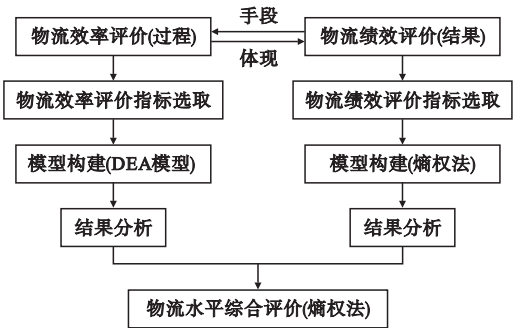 手段
物流效率评价(过程)
物流绩效评价(结果)
体现
物流效率评价指标选取
物流绩效评价指标选取
模型构建(DEA模型)
模型构建(熵权法)
结果分析
结果分析
物流水平综合评价(熵权法)